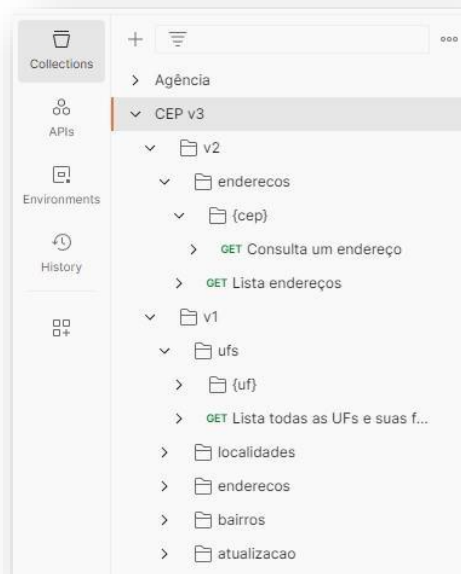 Collections
APIs
Environments
History
Agência
CEP v3
v2
enderecos
{cep}
GET Consulta um endereço
GET Lista endereços
v1
ufs
{uf}
GET Lista todas as UFs e suas f...
localidades
enderecos
bairros
atualizacao